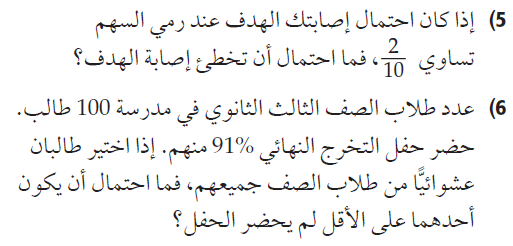 (5 إذا كان احتمال إصابتك الهدف عند رمي السهم
تساوي 2/10، فما احتمال أن تخطئ إصابة الهدف؟
(6 عدد طلاب الصف الثالث الثانوي في مدرسة 100 طالب.
حضر حفل التخرج النهائي 91% منهم. إذا اختير طالبان
عشوائيًّا من طلاب الصف جميعهم، فما احتمال أن يكون
أحدهما على الأقل لم يحضر الحفل؟